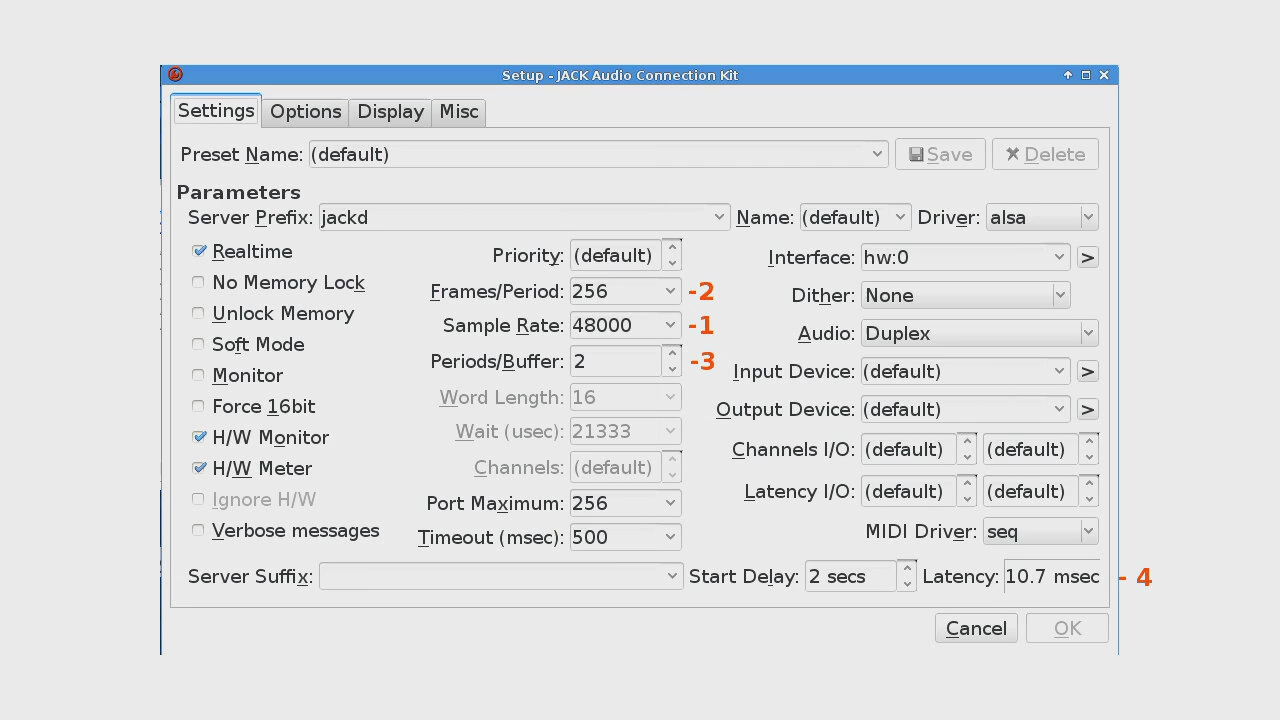 Setup - JACK Audio Connection Kit
Settings Options Display Misc
Preset Name: (default) Save Delete
Parameters
Server Prefix: jackd Name: (default) Driver: alsa
Realtime Priority: (default) Interface: hw:0 >
No Memory Lock Frames/Period: 256 -2 Dither: None
Unlock Memory Sample Rate: 48000 -1 Audio: Duplex
Soft Mode Periods/Buffer: 2 -3 Input Device: (default) >
Monitor Word Length: 16 Output Device: (default) >
Force 16bit Wait (usec): 21333 Channels I/O: (default) (default)
H/W Monitor Channels: (default) Latency I/O: (default) (default)
H/W Meter Port Maximum: 256 MIDI Driver: seq
Ignore H/W Timeout (msec): 500
Verbose messages
Server Suffix: Start Delay: 2 secs Latency: 10.7 msec - 4
Cancel OK